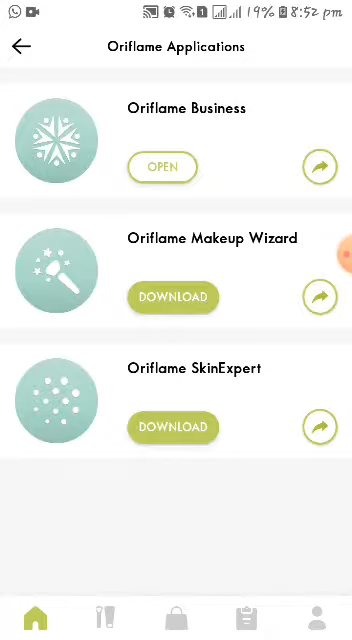 19% 8:52 pm
Oriflame Applications
Oriflame Business
OPEN
Oriflame Makeup Wizard
DOWNLOAD
Oriflame SkinExpert
DOWNLOAD